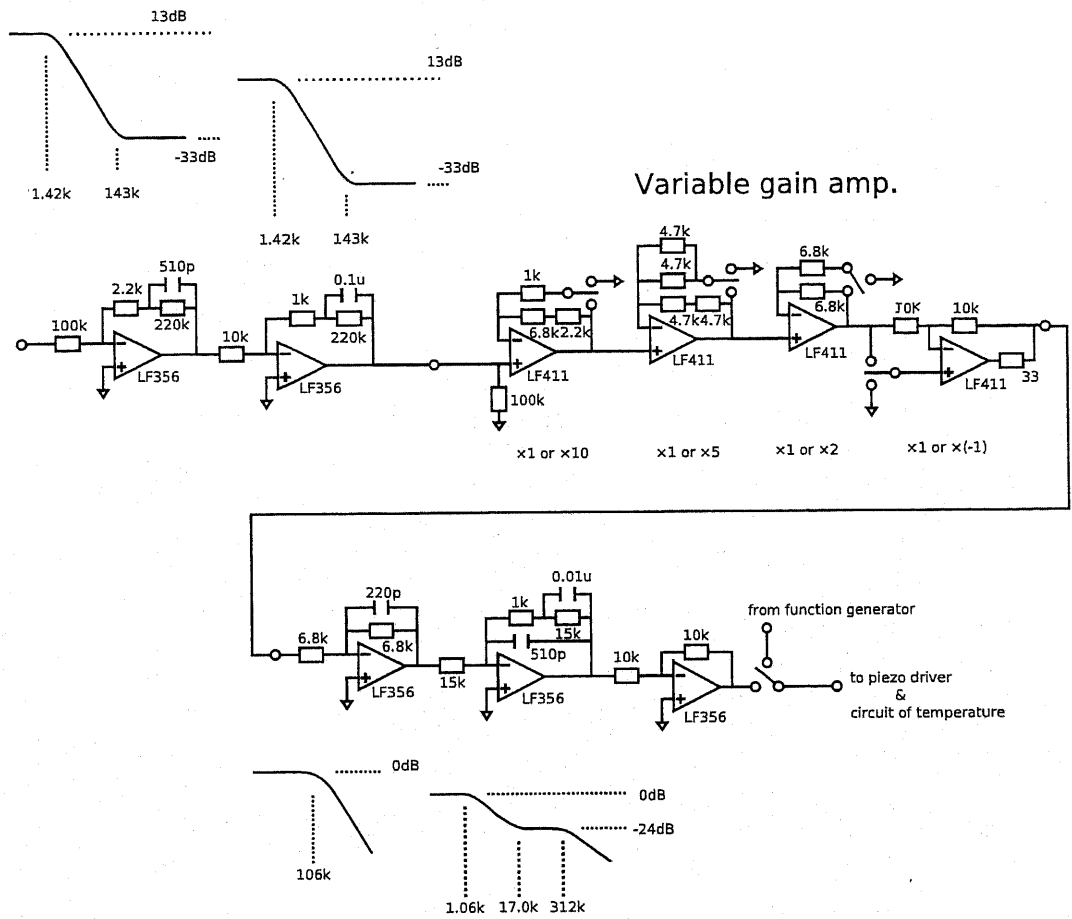 13dB
13dB
-33dB
-33dB
1.42k 143k
1.42k 143k
Variable gain amp.
510p
2.2k
220k
100k
LF356
0.1u
1k
220k
10k
LF356
1k
6.8k 2.2k
LF411
100k
4.7k
4.7k
4.7k 4.7k
LF411
6.8k
6.8k
LF411
J0K
10k
LF411
33
×1 or ×10
×1 or ×5
×1 or ×2
×1 or ×(-1)
220p
6.8k
6.8k
LF356
0.01u
1k
15k
510p
15k
LF356
10k
10k
LF356
from function generator
to piezo driver
&
circuit of temperature
0dB
106k
0dB
-24dB
1.06k 17.0k 312k